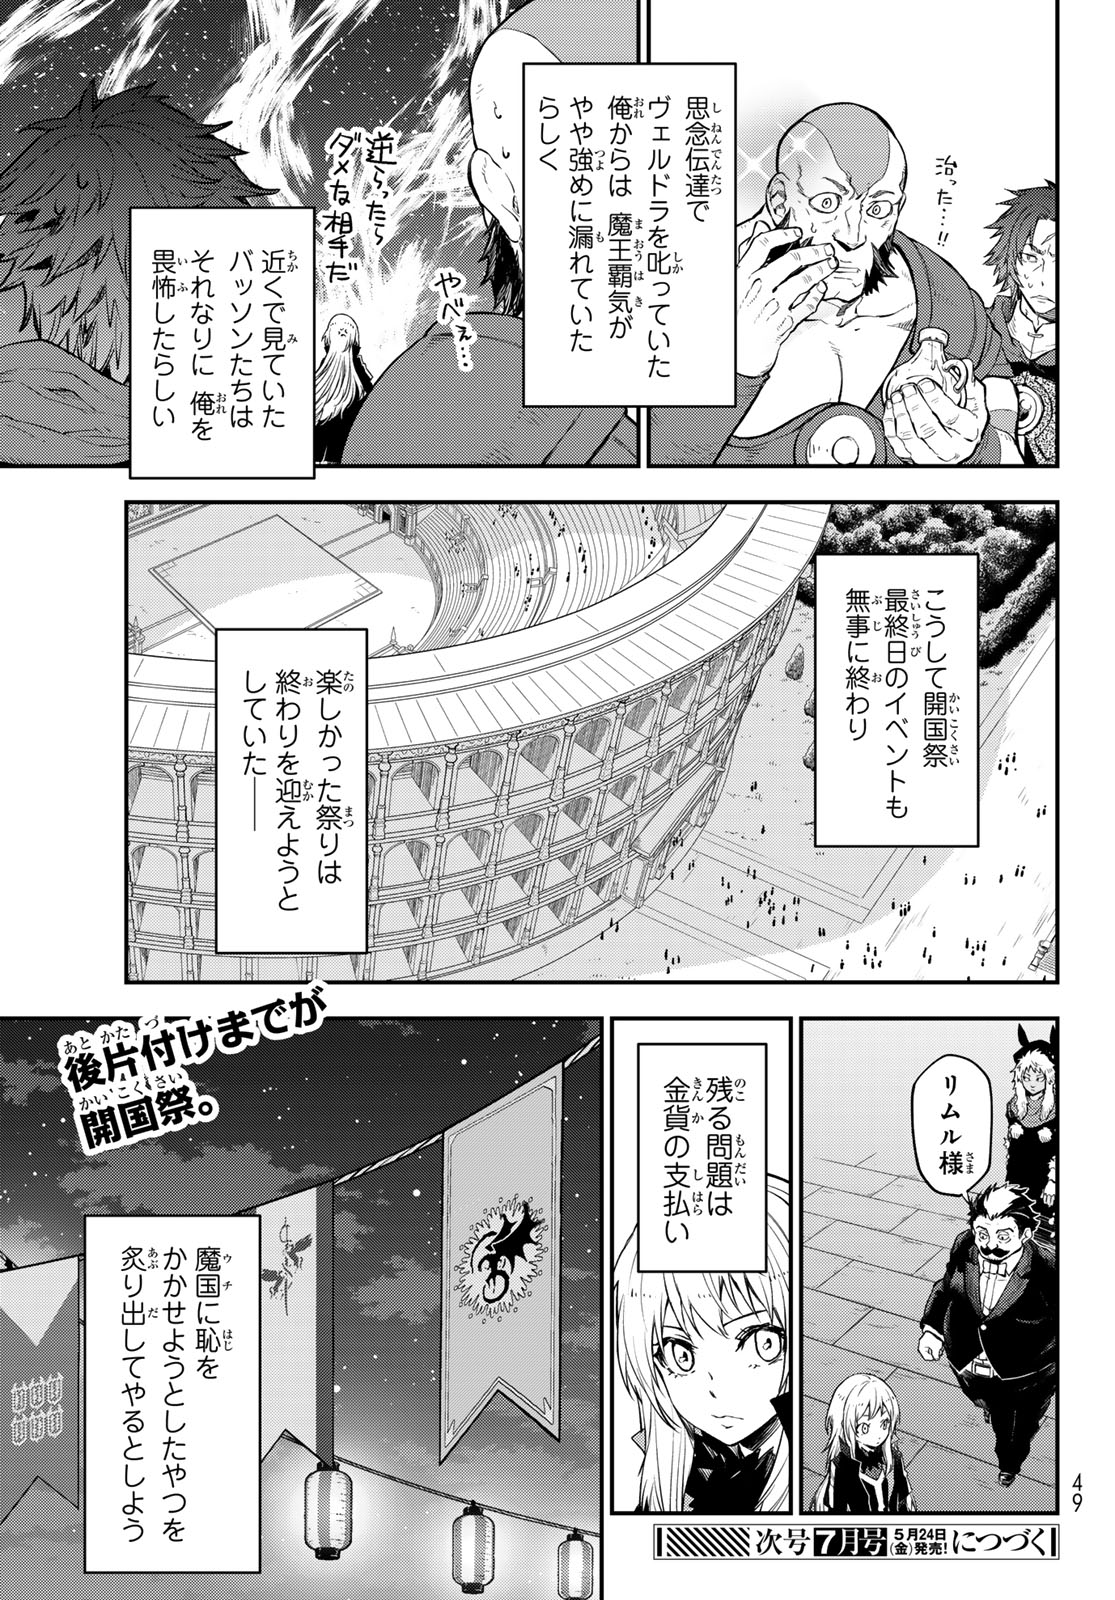 治った…!!
思念伝達で
ヴェルドラを叱っていた
俺からは 魔王覇気が
やや強めに漏れていた
らしく
逆らったら
ダメな相手だ
やべぇ…
近くで見ていた
バッソンたちは
それなりに 俺を
畏怖したらしい
こうして開国祭
最終日のイベントも
無事に終わり
楽しかった祭りは
終わりを迎えようと
していた――
リムル様
残る問題は
金貨の支払い
後片付けまでが
開国祭。
魔国に恥を
かかせようとしたやつを
炙り出してやるとしよう
次号7月号 5月24日(金)発売! につづく
49